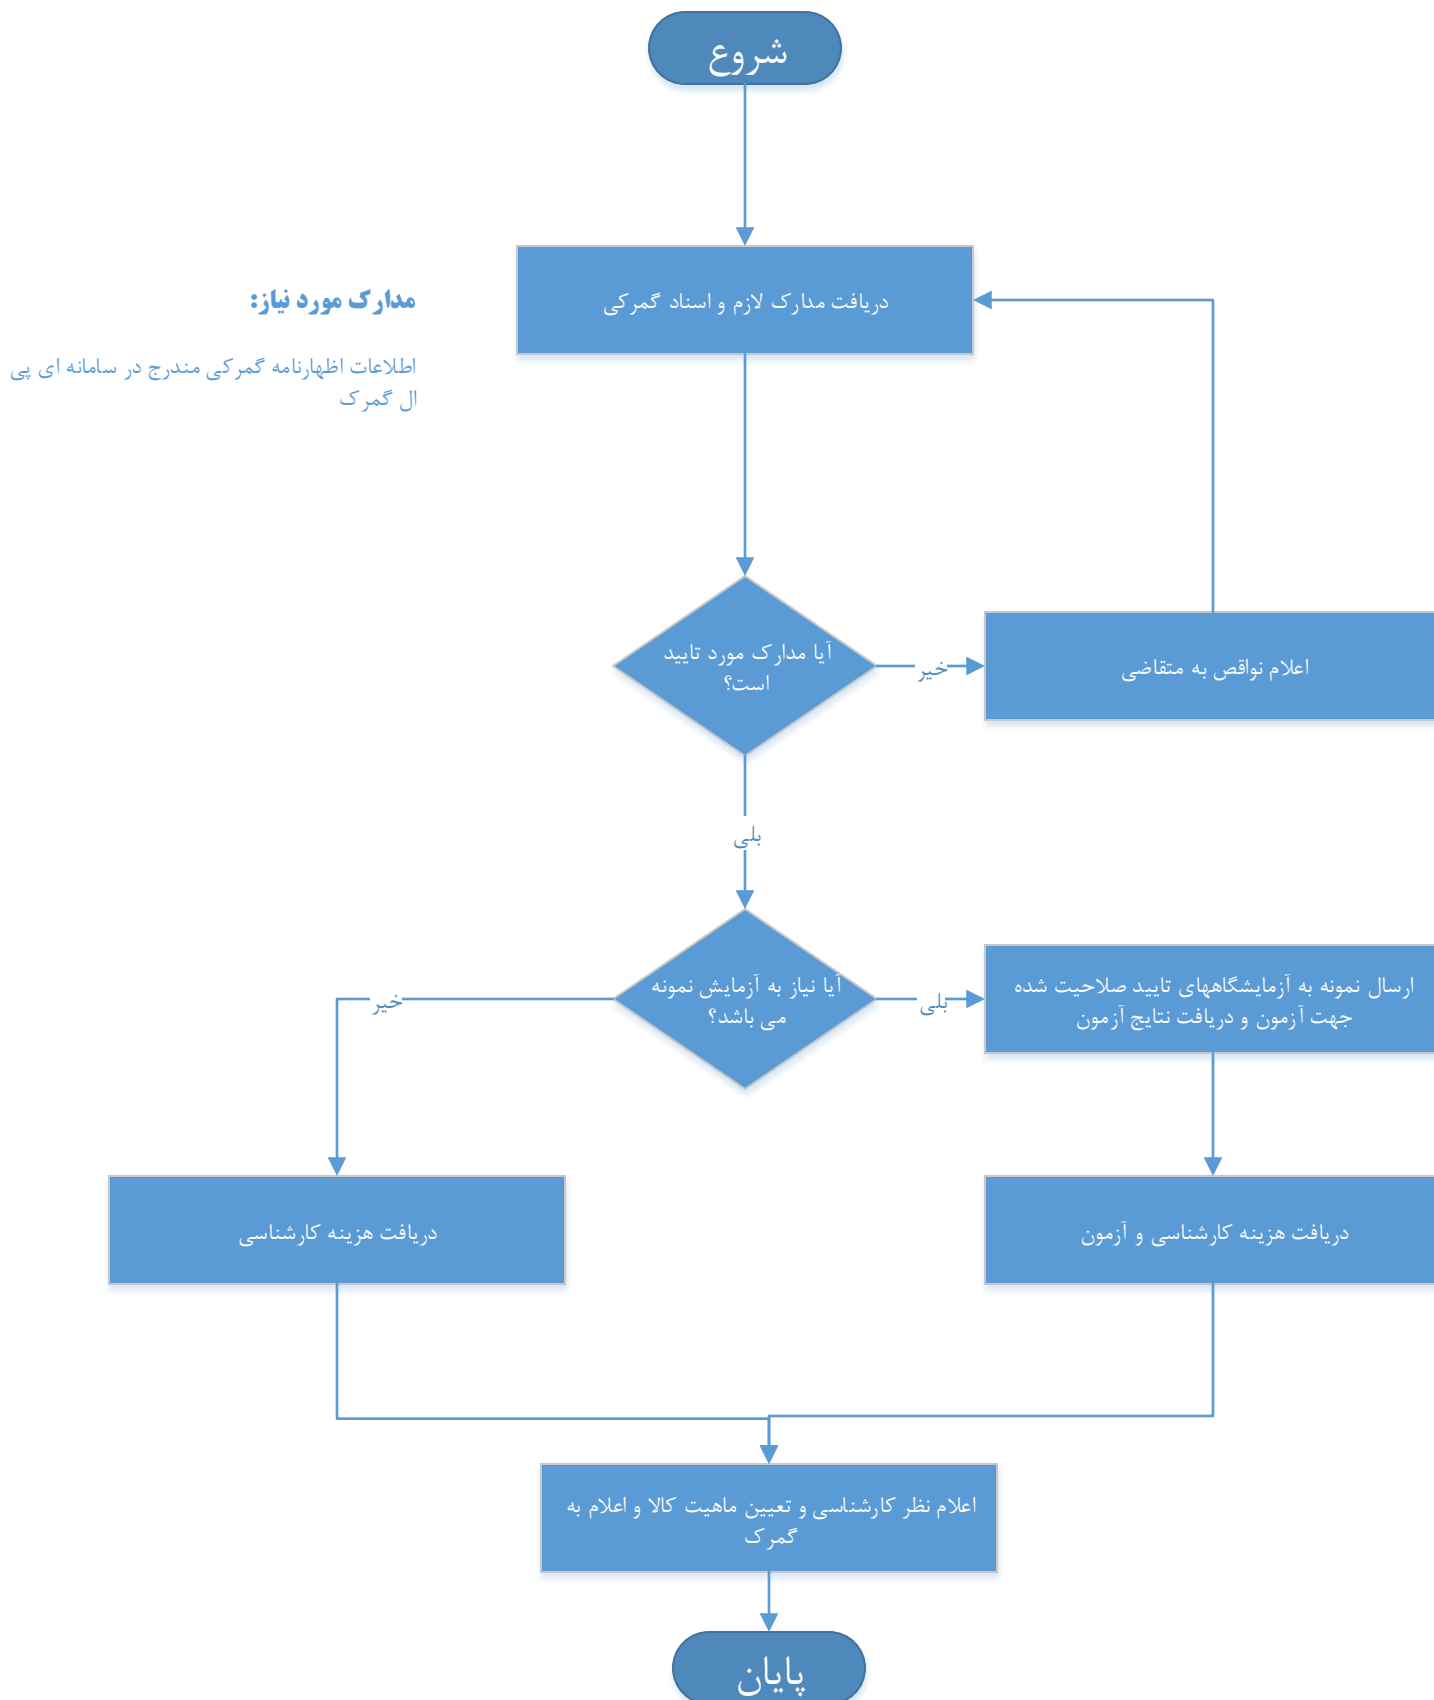 شروع
دریافت مدارک لازم و اسناد گمرکی
مدارک مورد نیاز:
اطلاعات اظهارنامه گمرکی مندرج در سامانه ای پی
ال گمرک
آیا مدارک مورد تایید
است؟
خیر
اعلام نواقص به متقاضی
بلی
آیا نیاز به آزمایش نمونه
می باشد؟
بلی
ارسال نمونه به آزمایشگاههای تایید صلاحیت شده
جهت آزمون و دریافت نتایج آزمون
خیر
دریافت هزینه کارشناسی و آزمون
دریافت هزینه کارشناسی
اعلام نظر کارشناسی و تعیین ماهیت کالا و اعلام به
گمرک
پایان